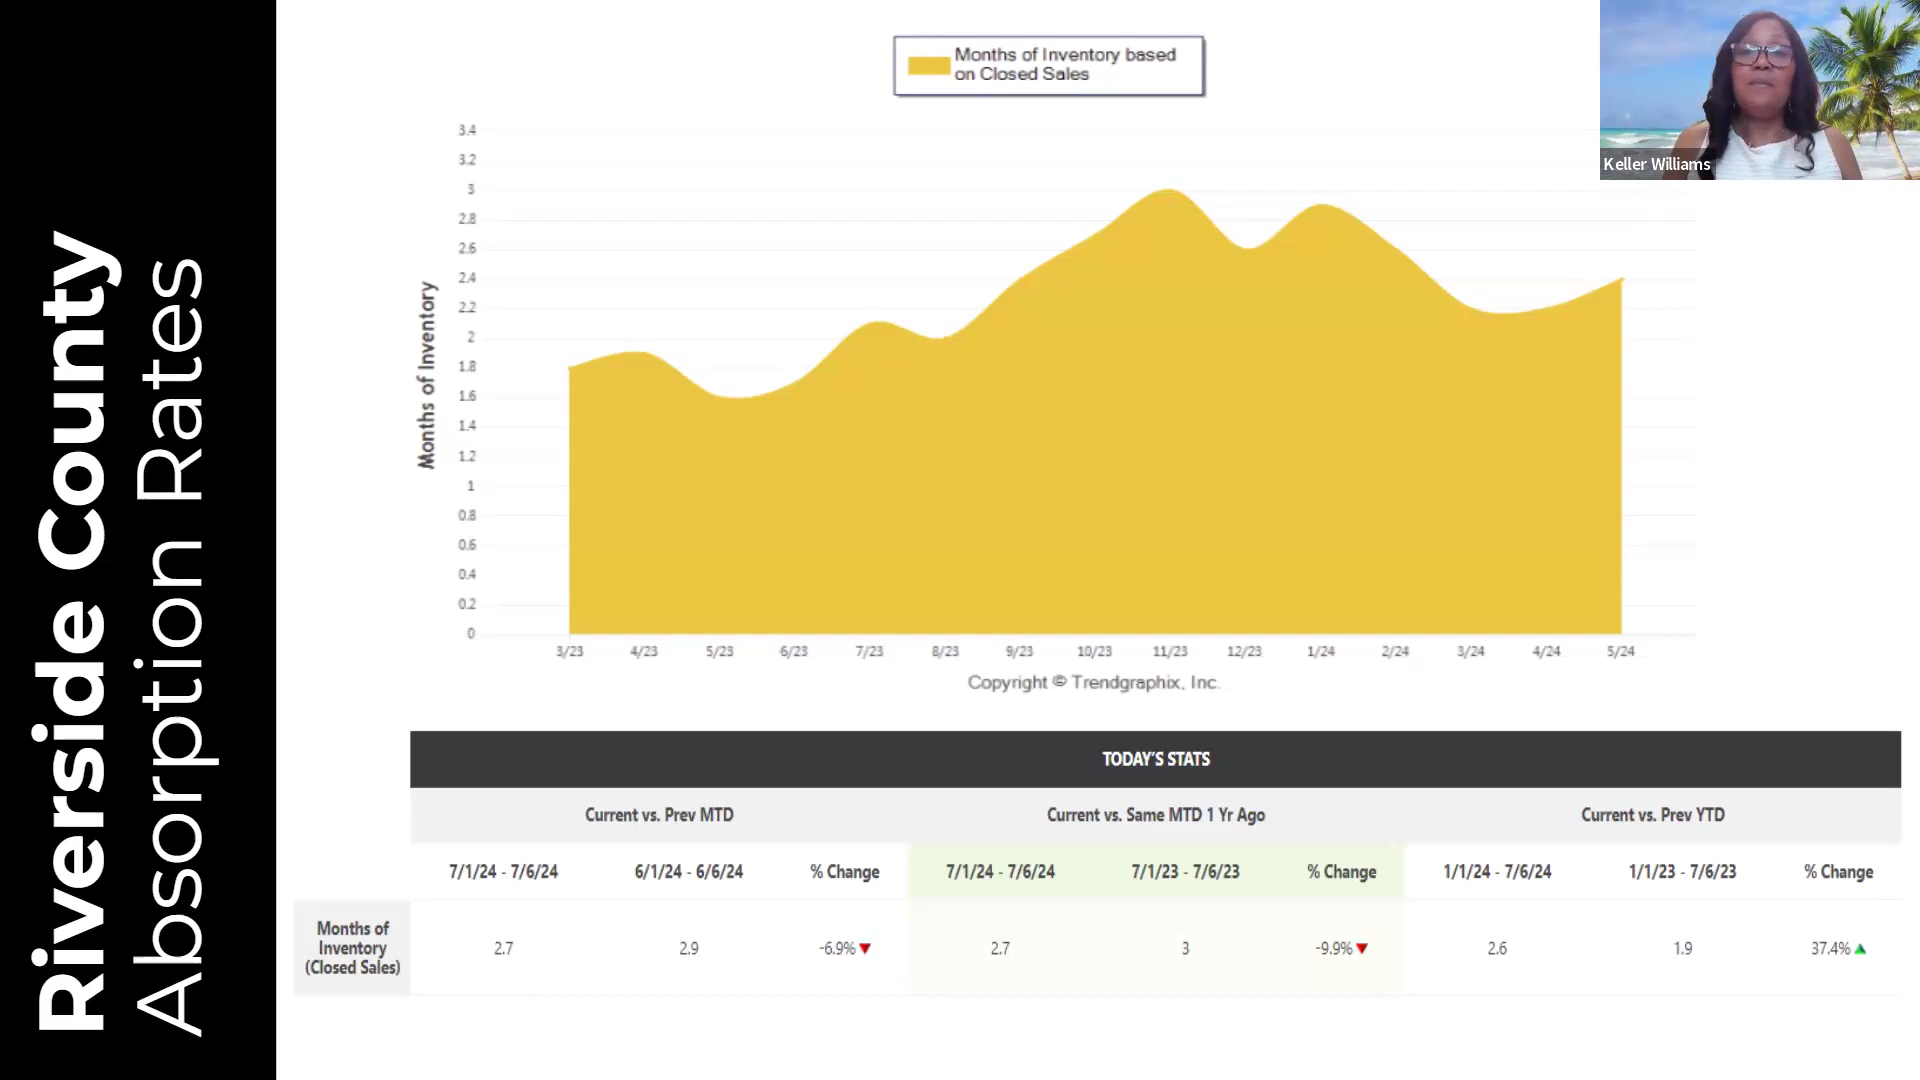 Riverside County
Absorption Rates
Months of Inventory based
on Closed Sales
Keller Williams
Months of Inventory
3.4
3.2
3
2.8
2.6
2.4
2.2
2
1.8
1.6
1.4
1.2
1
0.8
0.6
0.4
0.2
0
3/23 4/23 5/23 6/23 7/23 8/23 9/23 10/23 11/23 12/23 1/24 2/24 3/24 4/24 5/24
Copyright © Trendgraphix, Inc.
TODAY'S STATS
Current vs. Prev MTD Current vs. Same MTD 1 Yr Ago Current vs. Prev YTD
7/1/24 - 7/6/24 6/1/24 - 6/6/24 % Change 7/1/24 - 7/6/24 7/1/23 - 7/6/23 % Change 1/1/24 - 7/6/24 1/1/23 - 7/6/23 % Change
Months of
Inventory
(Closed Sales)
2.7 2.9 -6.9% 2.7 3 -9.9% 2.6 1.9 37.4%